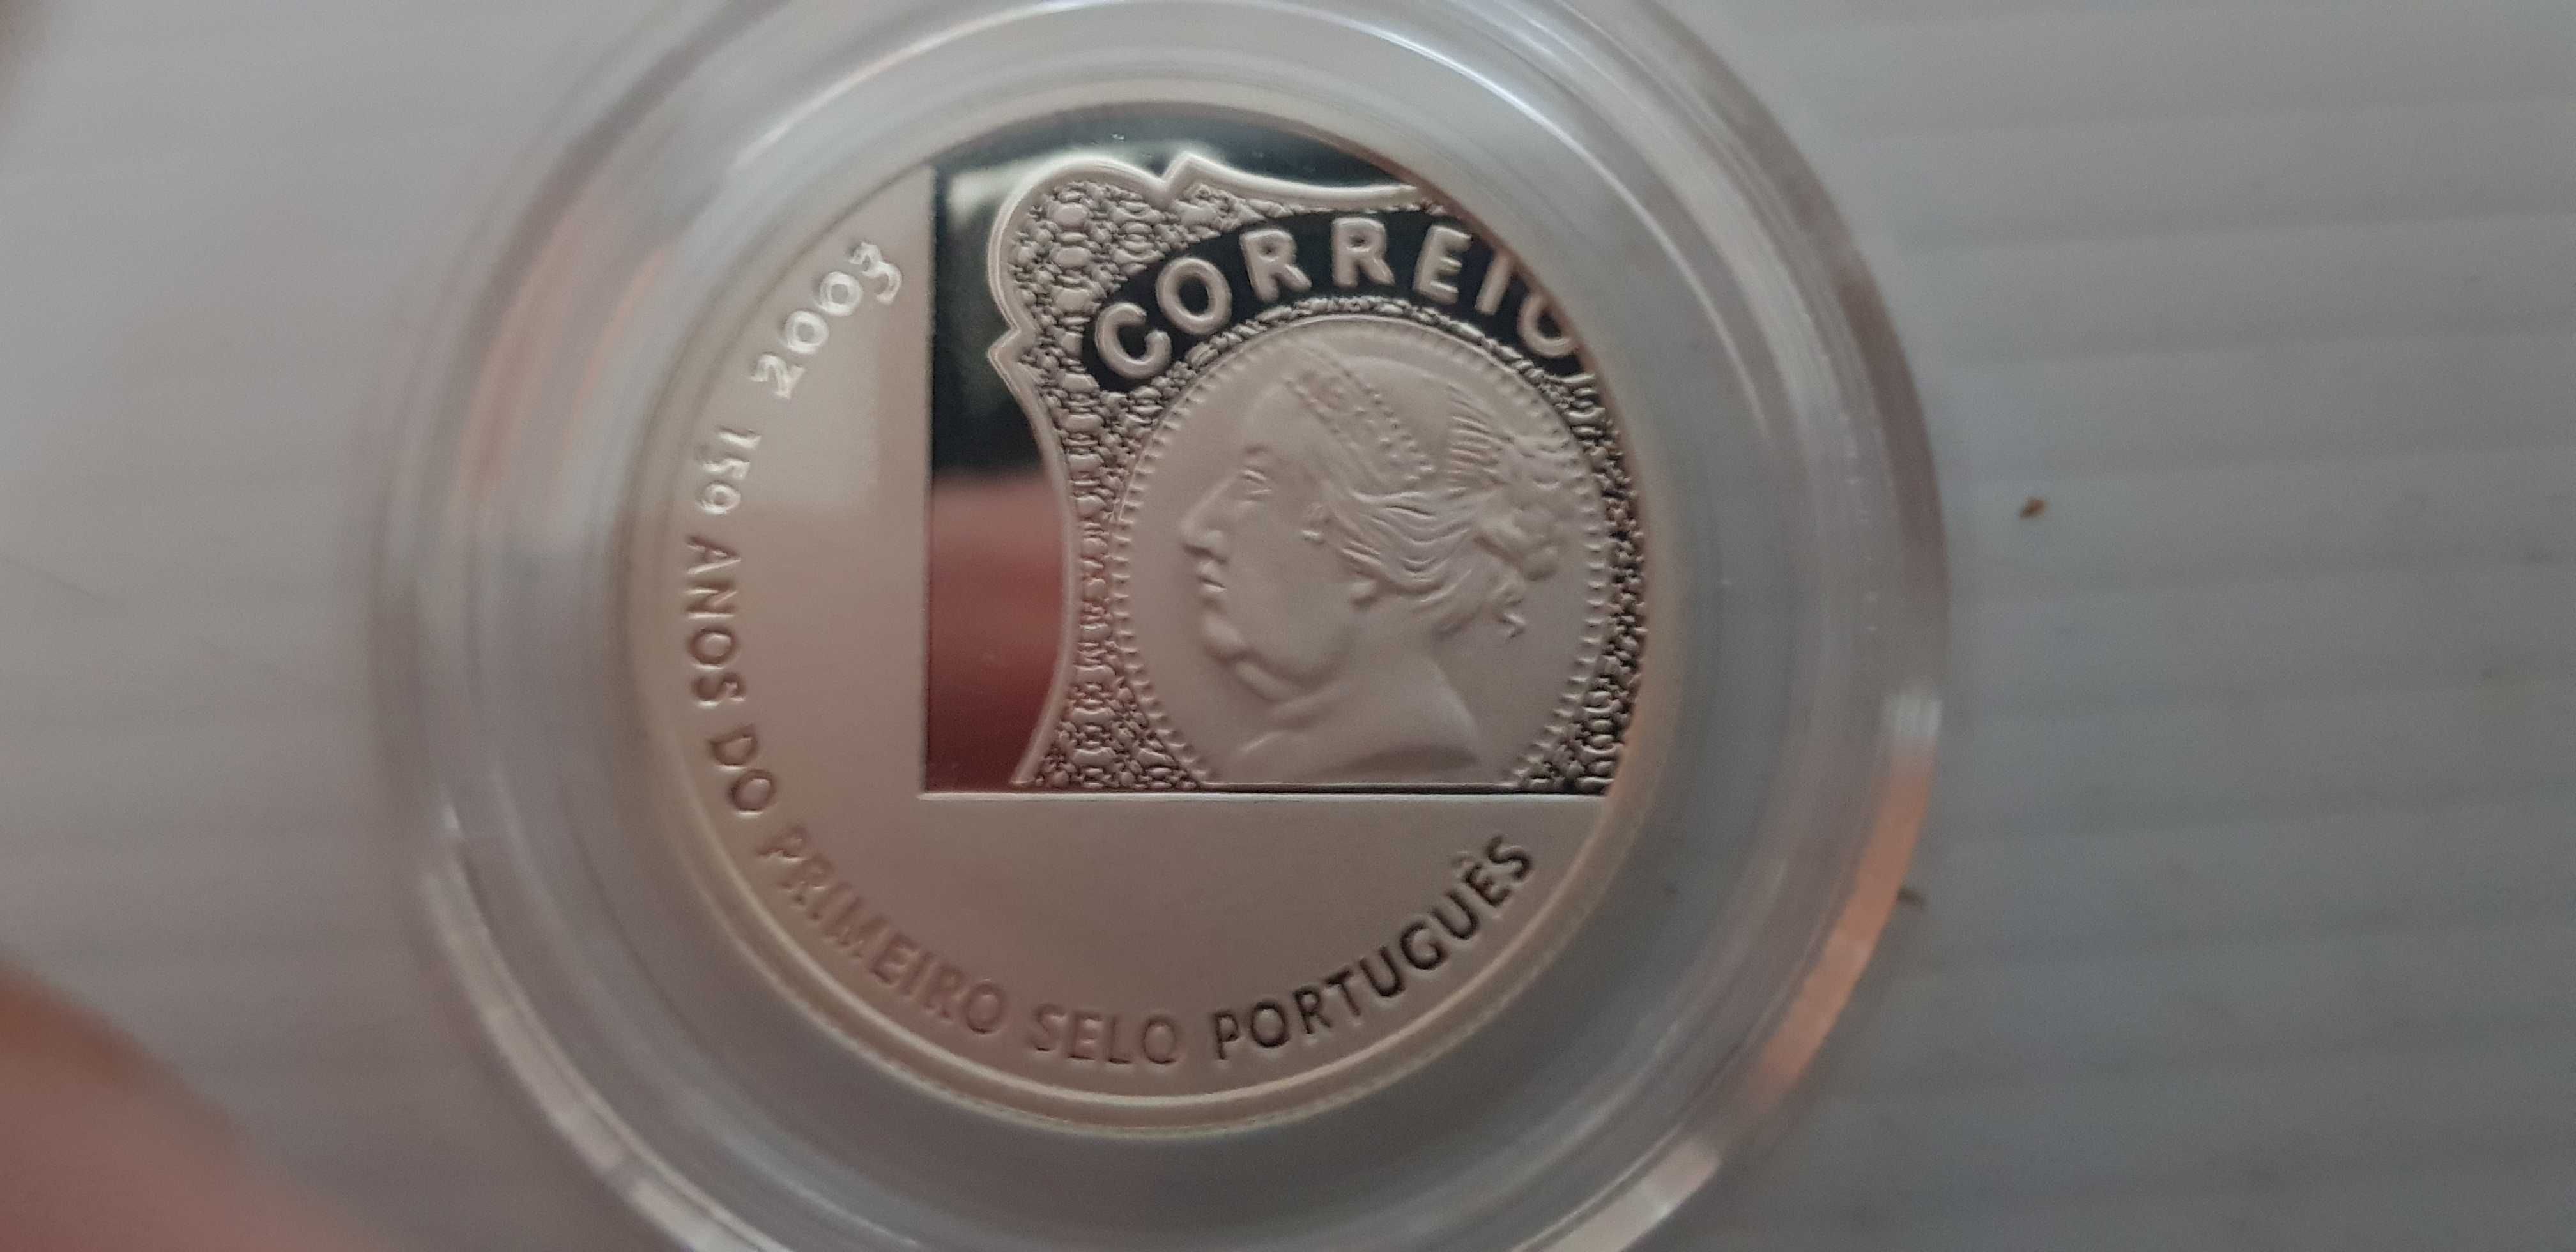 CORREIO
2003
150 ANOS DO PRIMEIRO SELO PORTUGUÊS